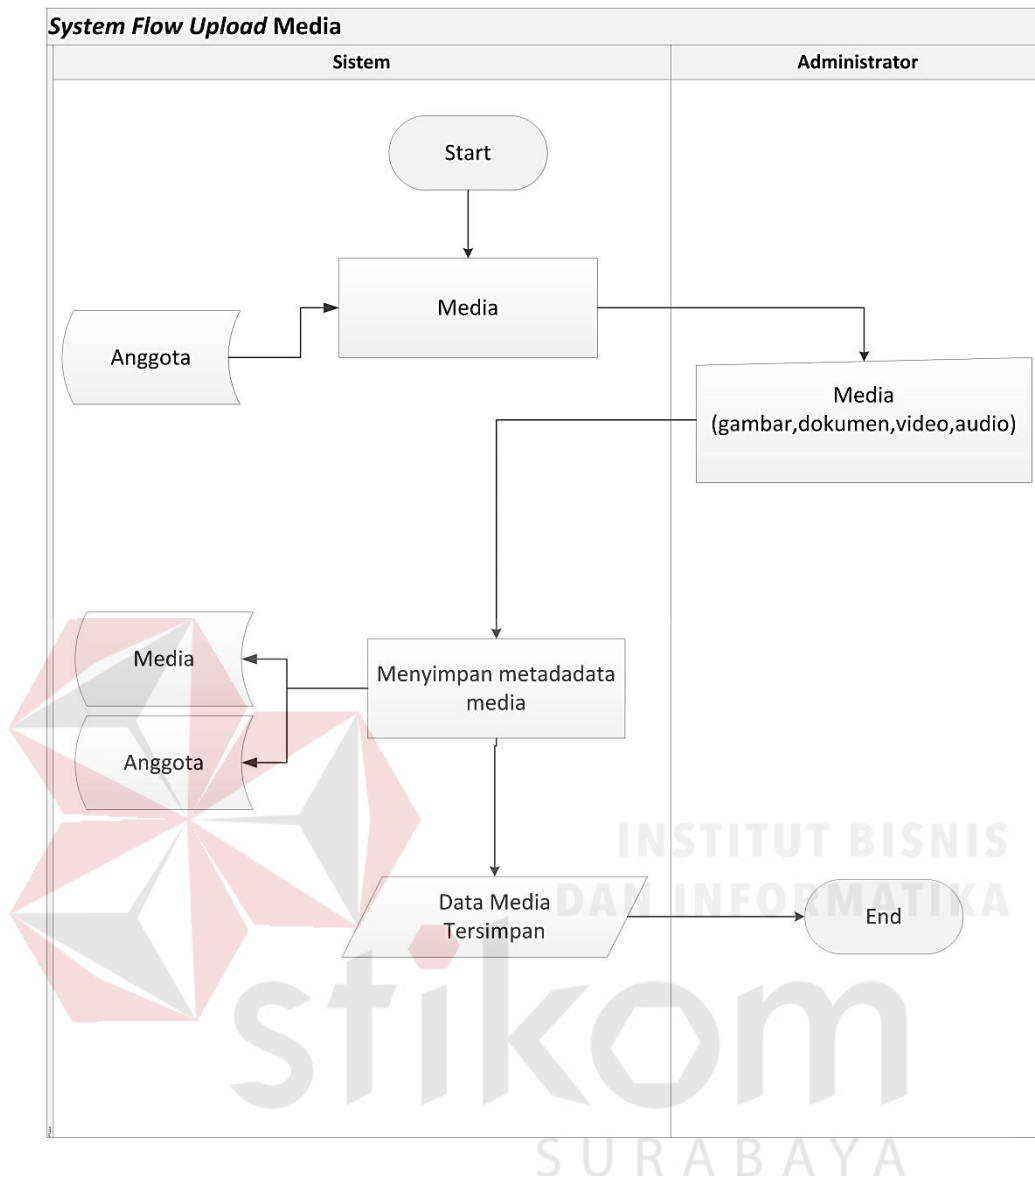 System Flow Upload Media
Sistem
Administrator
Start
Media
Anggota
Media
(gambar,dokumen,video,audio)
Media
Menyimpan metadadata
media
Anggota
INSTITUT BISNIS
DAN INFORMATIKA
Data Media
Tersimpan
End
stikom
SURABAYA